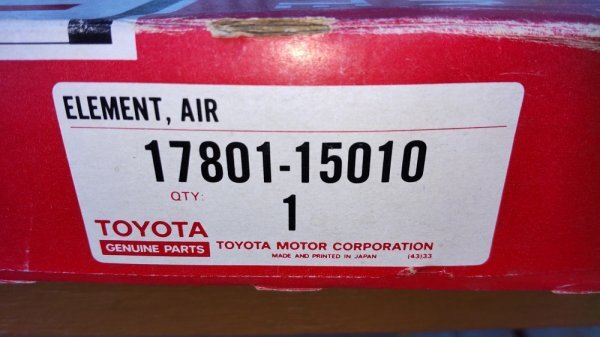 ELEMENT, AIR
17801-15010
QTY: 1
TOYOTA
GENUINE PARTS
TOYOTA MOTOR CORPORATION
MADE AND PRINTED IN JAPAN (43)33